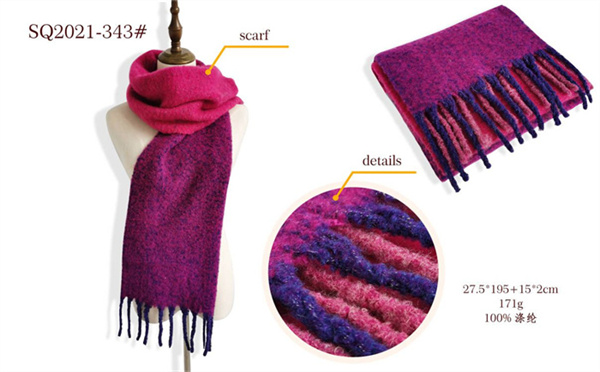 SQ2021-343#
scarf
details
27.5*195+15*2cm
171g
100% 涤纶